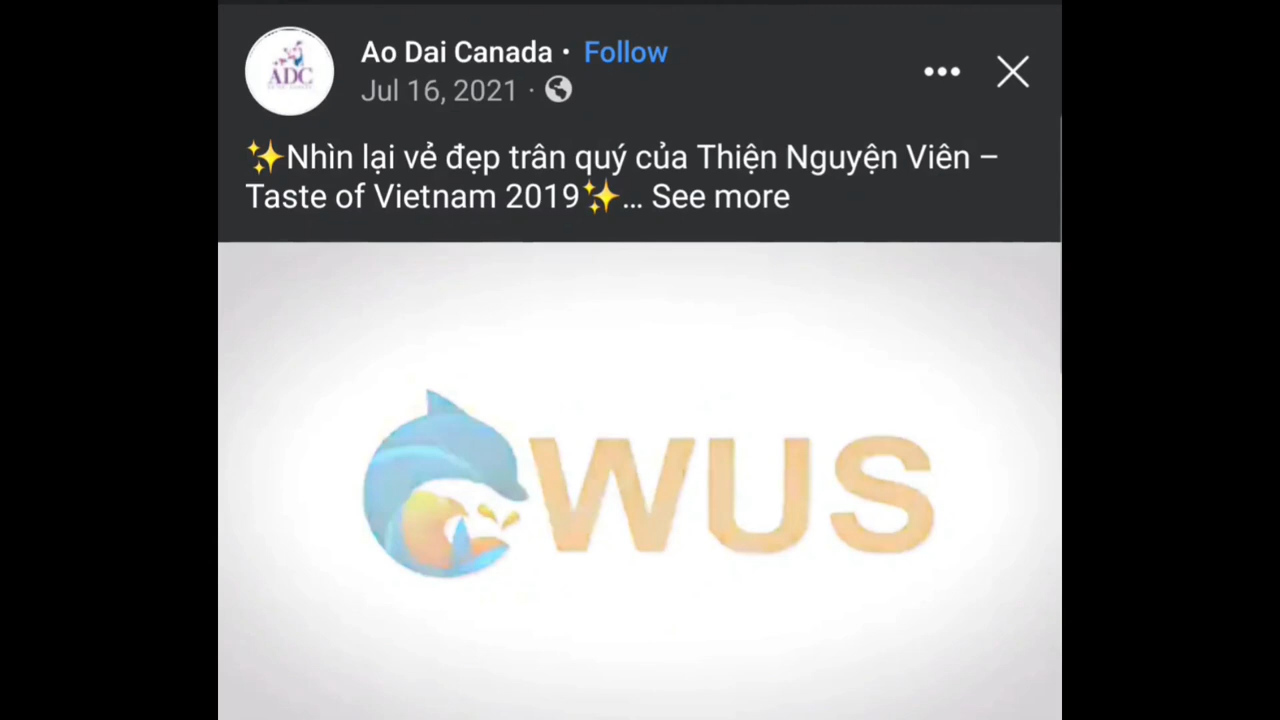 ADC
Ao Dai Canada · Follow
Jul 16, 2021 ·
✨Nhìn lại vẻ đẹp trân quý của Thiện Nguyện Viên –
Taste of Vietnam 2019✨... See more
WUS